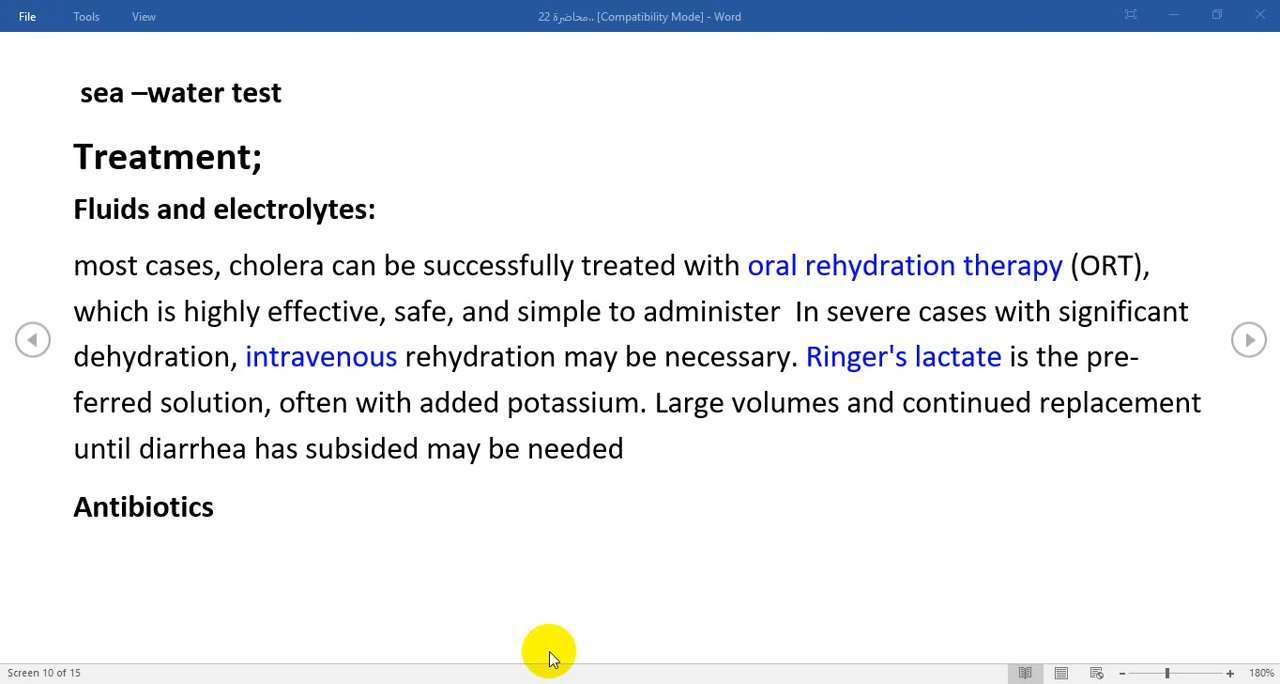 File Tools View 22 محاضرة.. [Compatibility Mode] - Word
sea –water test
Treatment;
Fluids and electrolytes:
most cases, cholera can be successfully treated with oral rehydration therapy (ORT),
which is highly effective, safe, and simple to administer  In severe cases with significant
dehydration, intravenous rehydration may be necessary. Ringer's lactate is the pre-
ferred solution, often with added potassium. Large volumes and continued replacement
until diarrhea has subsided may be needed
Antibiotics
Screen 10 of 15 180%